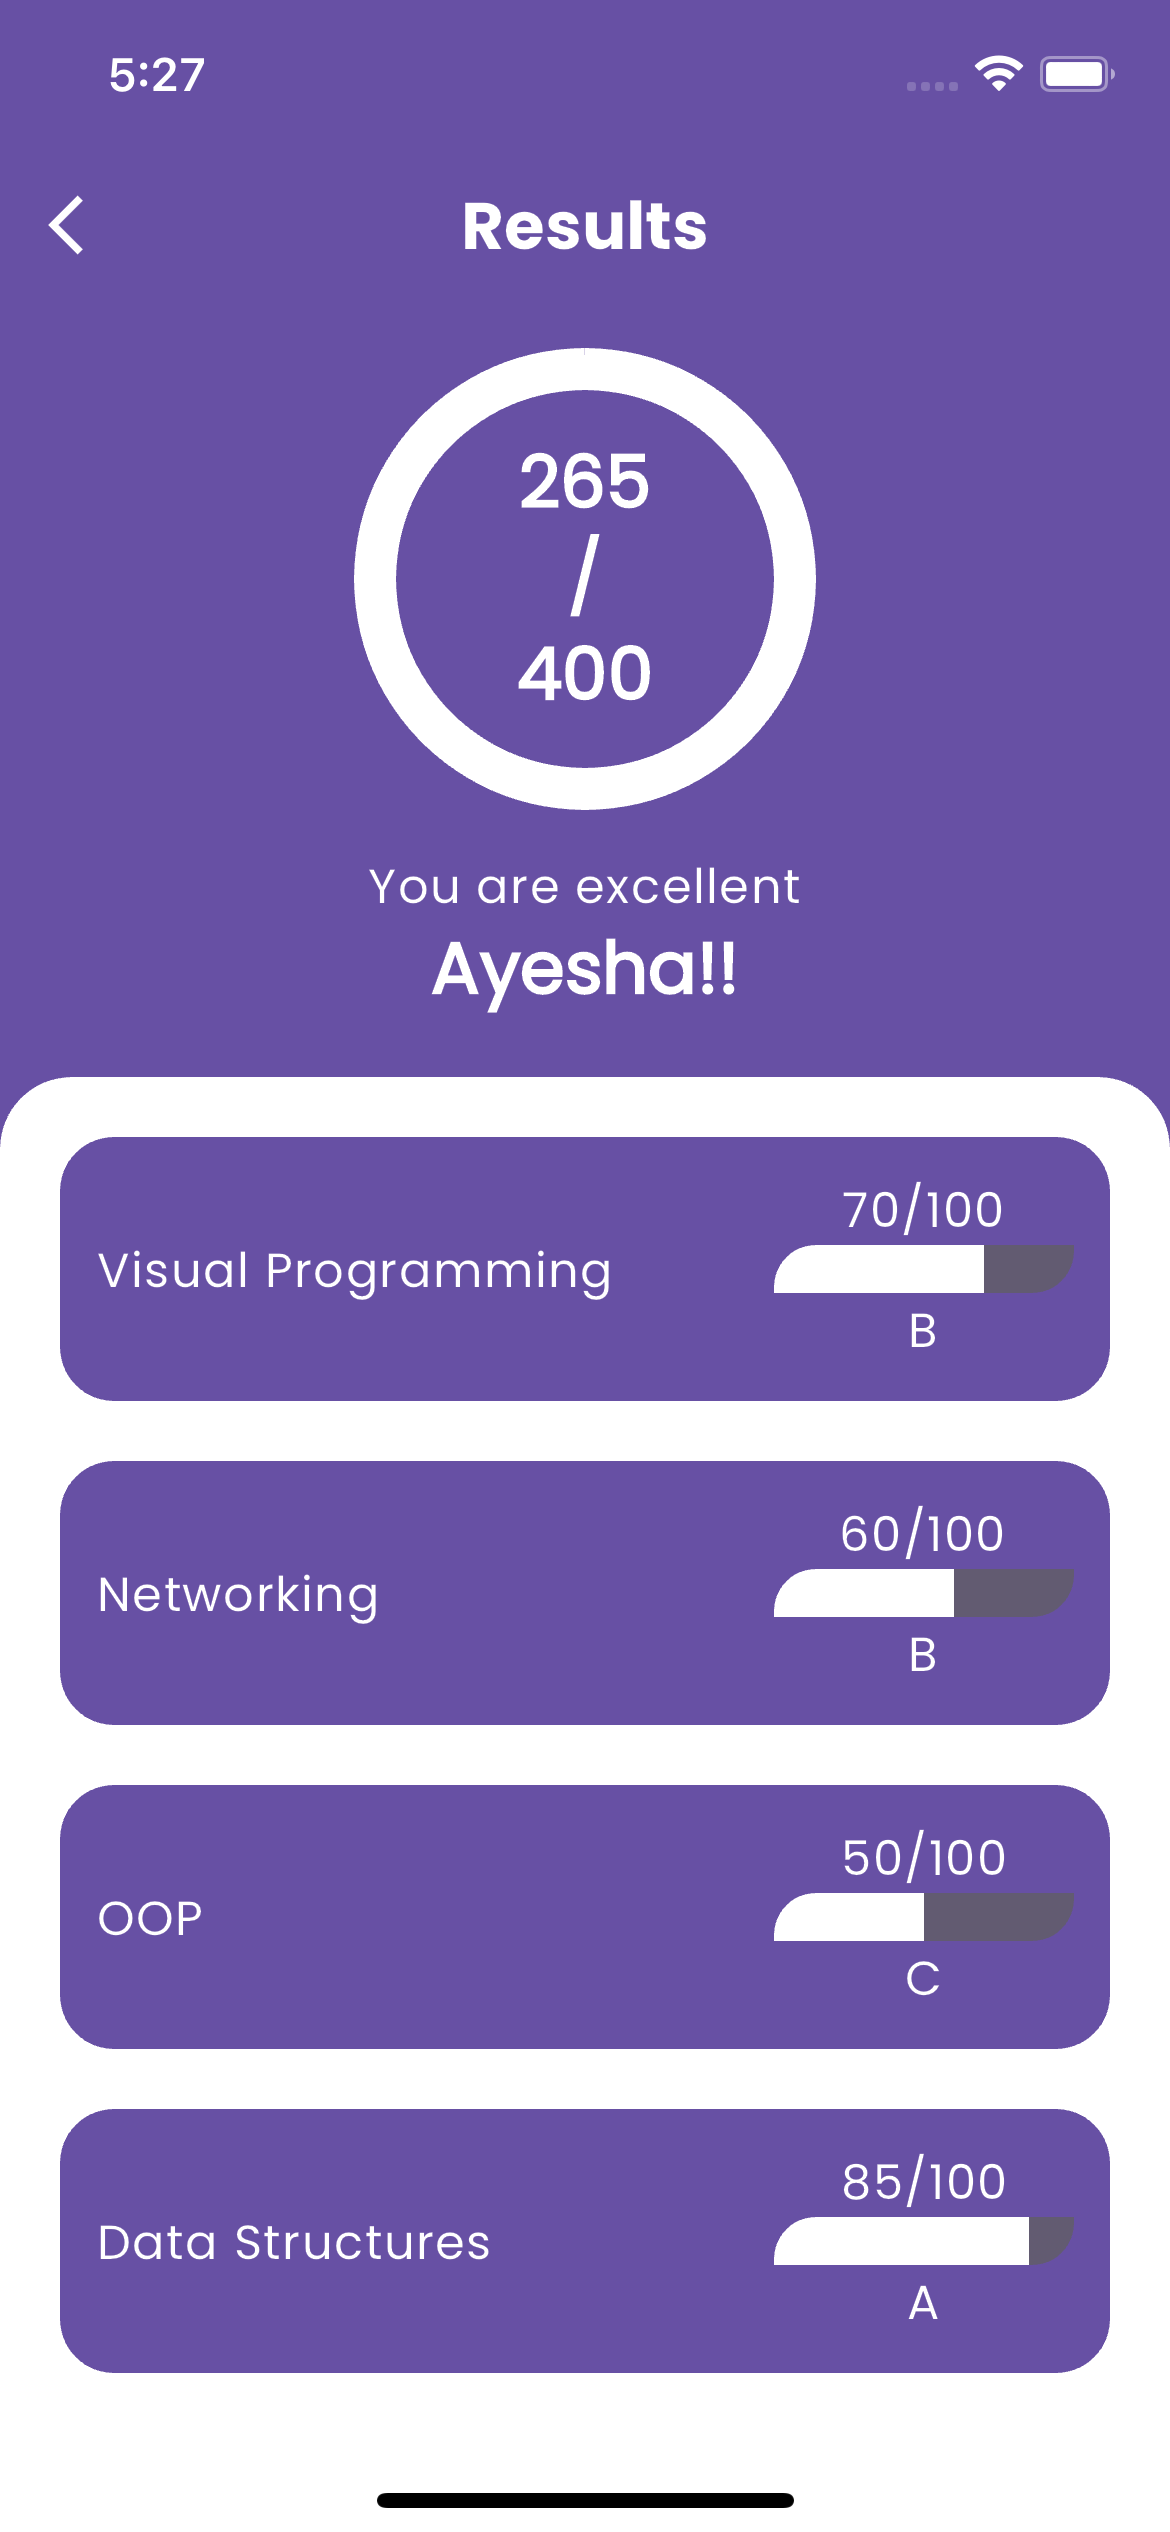 5:27
Results
265
/
400
You are excellent
Ayesha!!
70/100
Visual Programming
B
60/100
Networking
B
50/100
OOP
C
85/100
Data Structures
A